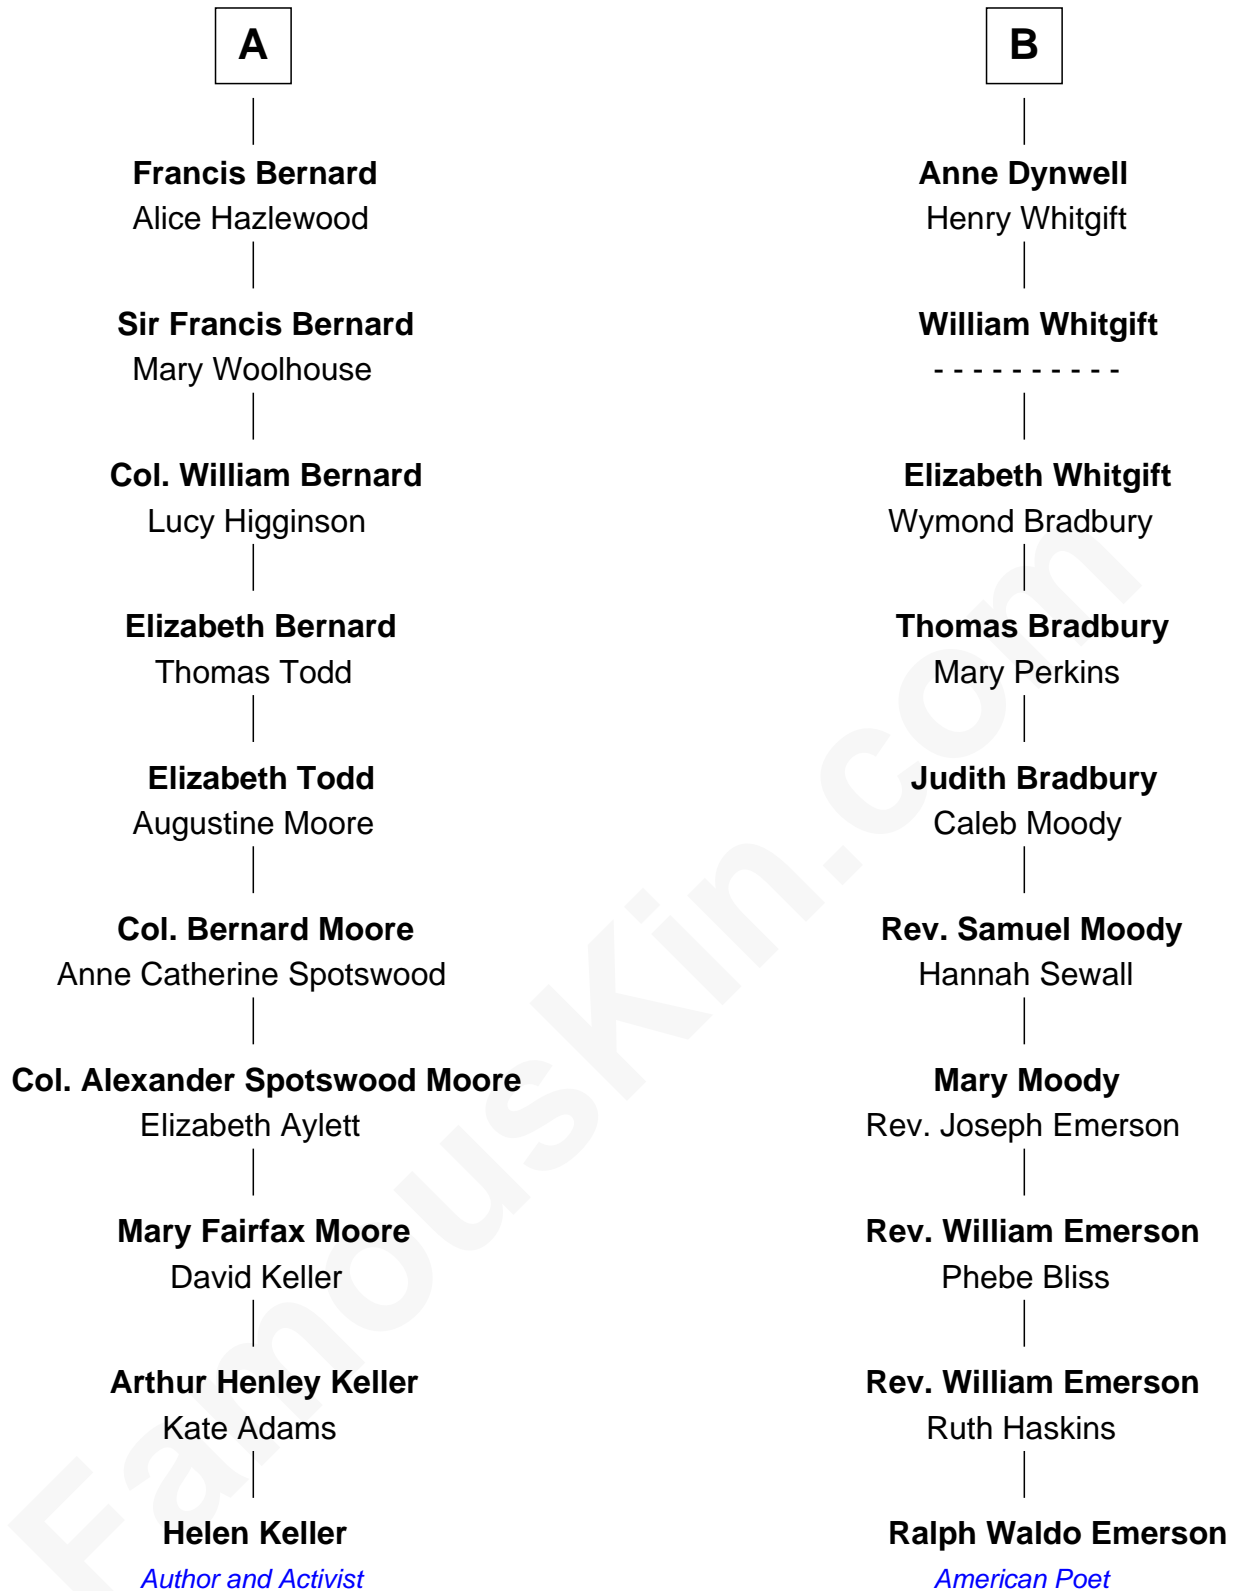 A
Francis Bernard
Alice Hazlewood
Sir Francis Bernard
Mary Woolhouse
Col. William Bernard
Lucy Higginson
Elizabeth Bernard
Thomas Todd
Elizabeth Todd
Augustine Moore
Col. Bernard Moore
Anne Catherine Spotswood
Col. Alexander Spotswood Moore
Elizabeth Aylett
Mary Fairfax Moore
David Keller
Arthur Henley Keller
Kate Adams
Helen Keller
Author and Activist
B
Anne Dynwell
Henry Whitgift
William Whitgift
- - - - - - - - - -
Elizabeth Whitgift
Wymond Bradbury
Thomas Bradbury
Mary Perkins
Judith Bradbury
Caleb Moody
Rev. Samuel Moody
Hannah Sewall
Mary Moody
Rev. Joseph Emerson
Rev. William Emerson
Phebe Bliss
Rev. William Emerson
Ruth Haskins
Ralph Waldo Emerson
American Poet
FamousKin.com